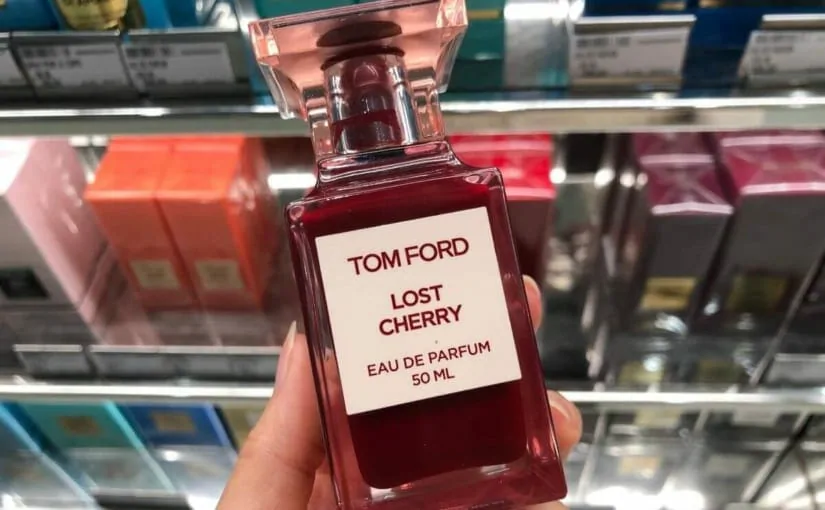 TOM FORD
LOST
CHERRY
EAU DE PARFUM
50 ML